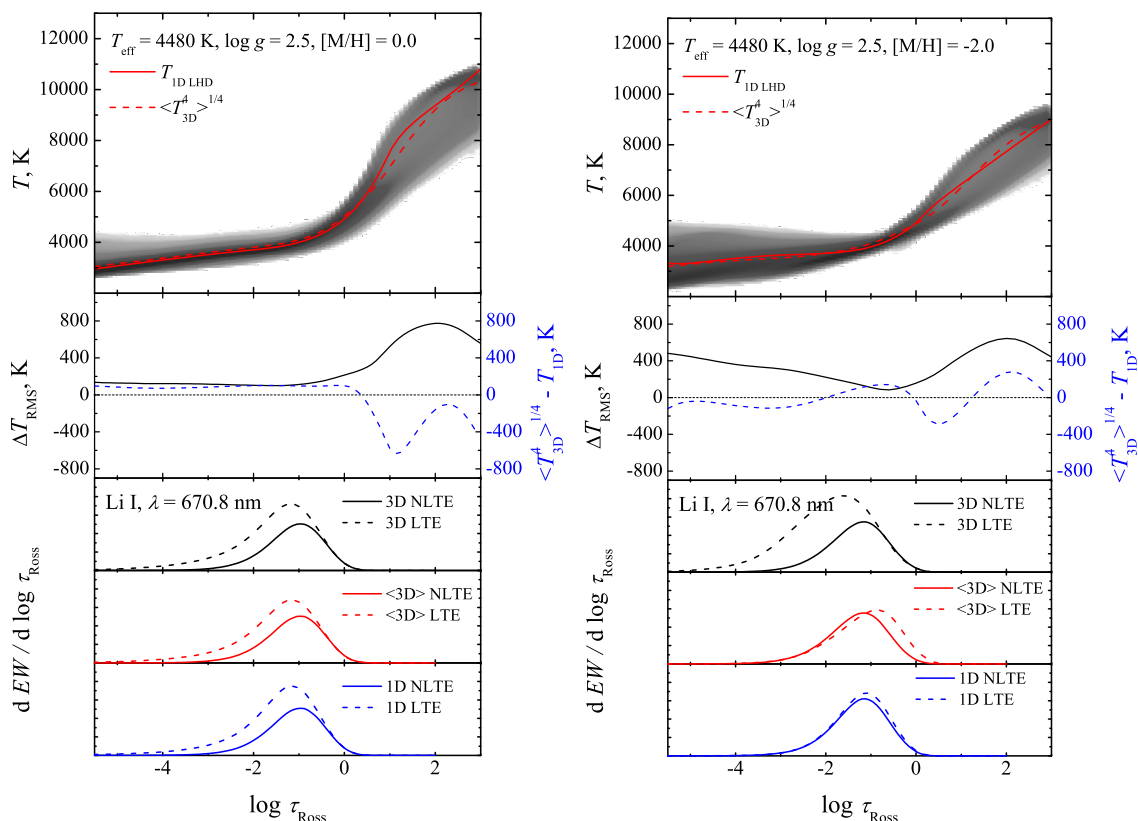 T_eff = 4480 K, log g = 2.5, [M/H] = 0.0
T_1D LHD
<T^4_3D>^1/4
12000
10000
8000
6000
4000
T, K
800
400
0
-400
-800
ΔT_RMS, K
800
400
0
-400
-800
<T^4_3D>^1/4 - T_1D, K
Li I, λ = 670.8 nm
3D NLTE
3D LTE
<3D> NLTE
<3D> LTE
1D NLTE
1D LTE
d EW / d log τ_Ross
-4
-2
0
2
log τ_Ross
T_eff = 4480 K, log g = 2.5, [M/H] = -2.0
T_1D LHD
<T^4_3D>^1/4
12000
10000
8000
6000
4000
T, K
800
400
0
-400
-800
ΔT_RMS, K
800
400
0
-400
-800
<T^4_3D>^1/4 - T_1D, K
Li I, λ = 670.8 nm
3D NLTE
3D LTE
<3D> NLTE
<3D> LTE
1D NLTE
1D LTE
d EW / d log τ_Ross
-4
-2
0
2
log τ_Ross